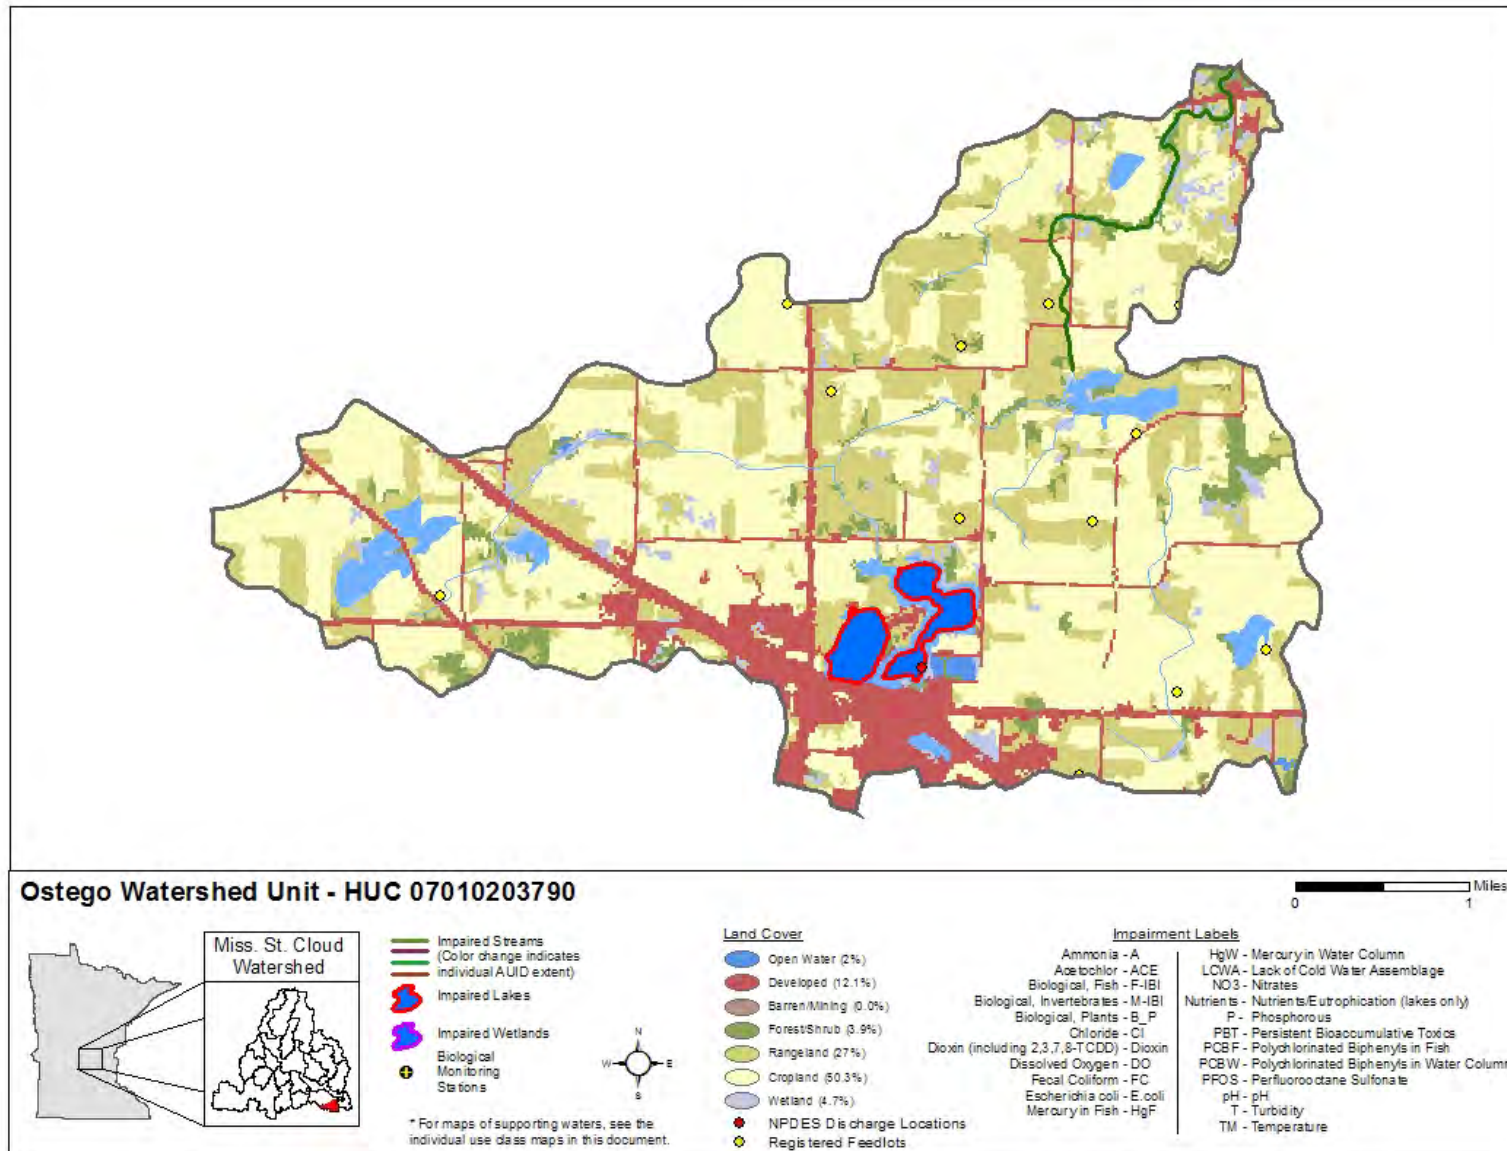 Ostego Watershed Unit - HUC 07010203790
Miles
0
1
Miss. St. Cloud
Watershed
Impaired Streams
(Color change indicates
individual AUID extent)
Impaired Lakes
Impaired Wetlands
Biological
Monitoring
Stations
N
W
E
S
* For maps of supporting waters, see the
individual use class maps in this document.
Land Cover
Open Water (2%)
Developed (12.1%)
Barren/Mining (0.0%)
Forest/Shrub (3.9%)
Rangeland (27%)
Cropland (50.3%)
Wetland (4.7%)
NPDES Discharge Locations
Registered Feedlots
Impairment Labels
Ammonia - A
Acetochlor - ACE
Biological, Fish - F-IBI
Biological, Invertebrates - M-IBI
Biological, Plants - B_P
Chloride - Cl
Dioxin (including 2,3,7,8-TCDD) - Dioxin
Dissolved Oxygen - DO
Fecal Coliform - FC
Escherichia coli - E.coli
Mercury in Fish - HgF
HgW - Mercury in Water Column
LCWA - Lack of Cold Water Assemblage
NO3 - Nitrates
Nutrients - Nutrients/Eutrophication (lakes only)
P - Phosphorous
PBT - Persistent Bioaccumulative Toxics
PCBF - Polychlorinated Biphenyls in Fish
PCBW - Polychlorinated Biphenyls in Water Column
PFOS - Perfluorooctane Sulfonate
pH - pH
T - Turbidity
TM - Temperature